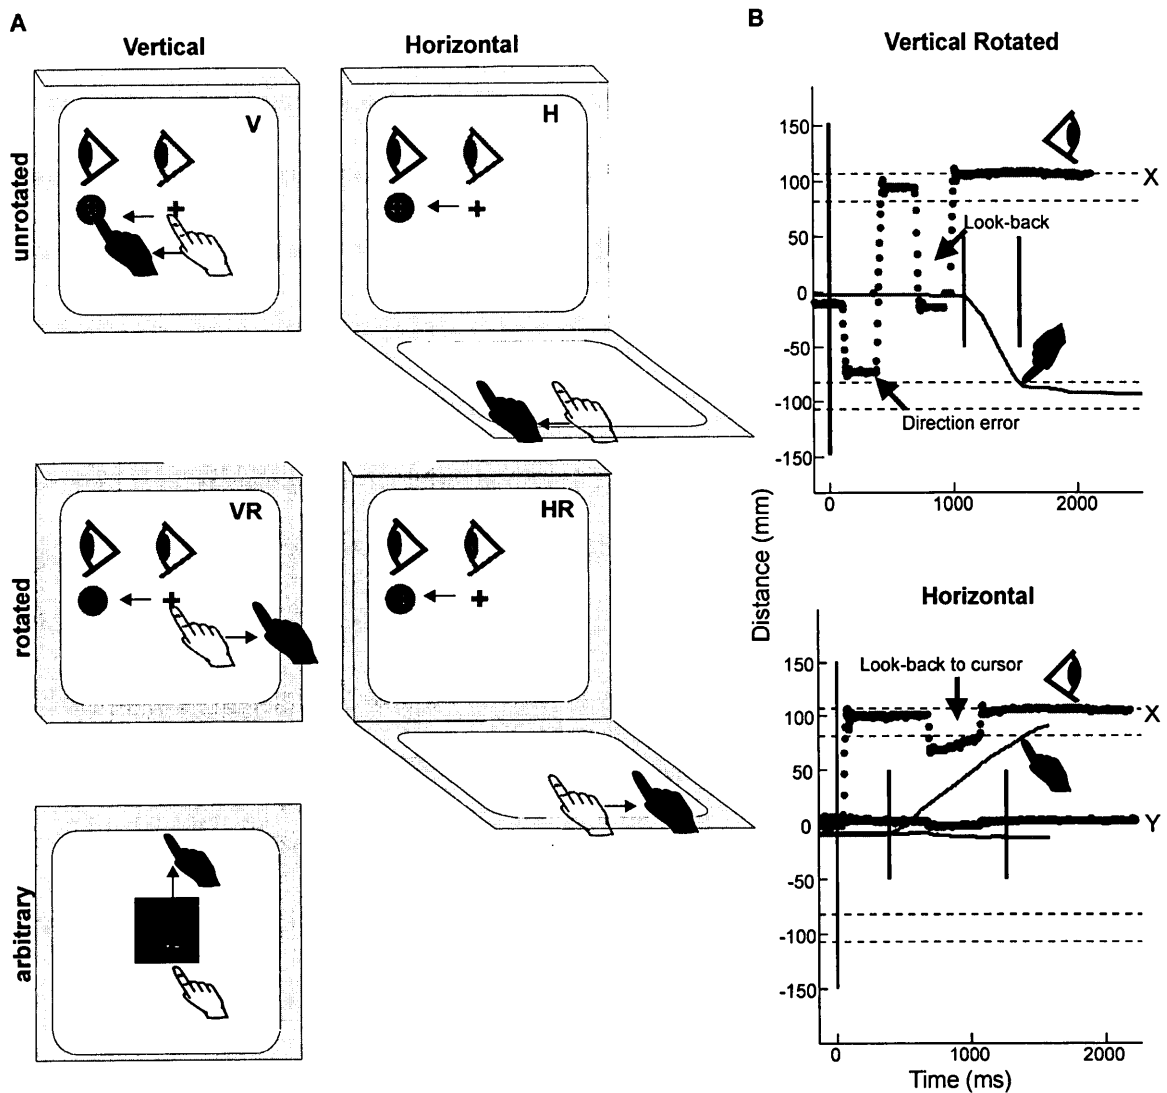 A
Vertical
Horizontal
unrotated
V
H
rotated
VR
HR
arbitrary
B
Vertical Rotated
150
100
50
0
-50
-100
-150
X
Look-back
Direction error
0
1000
2000
Distance (mm)
Horizontal
150
100
50
0
-50
-100
-150
Look-back to cursor
X
Y
0
1000
2000
Time (ms)